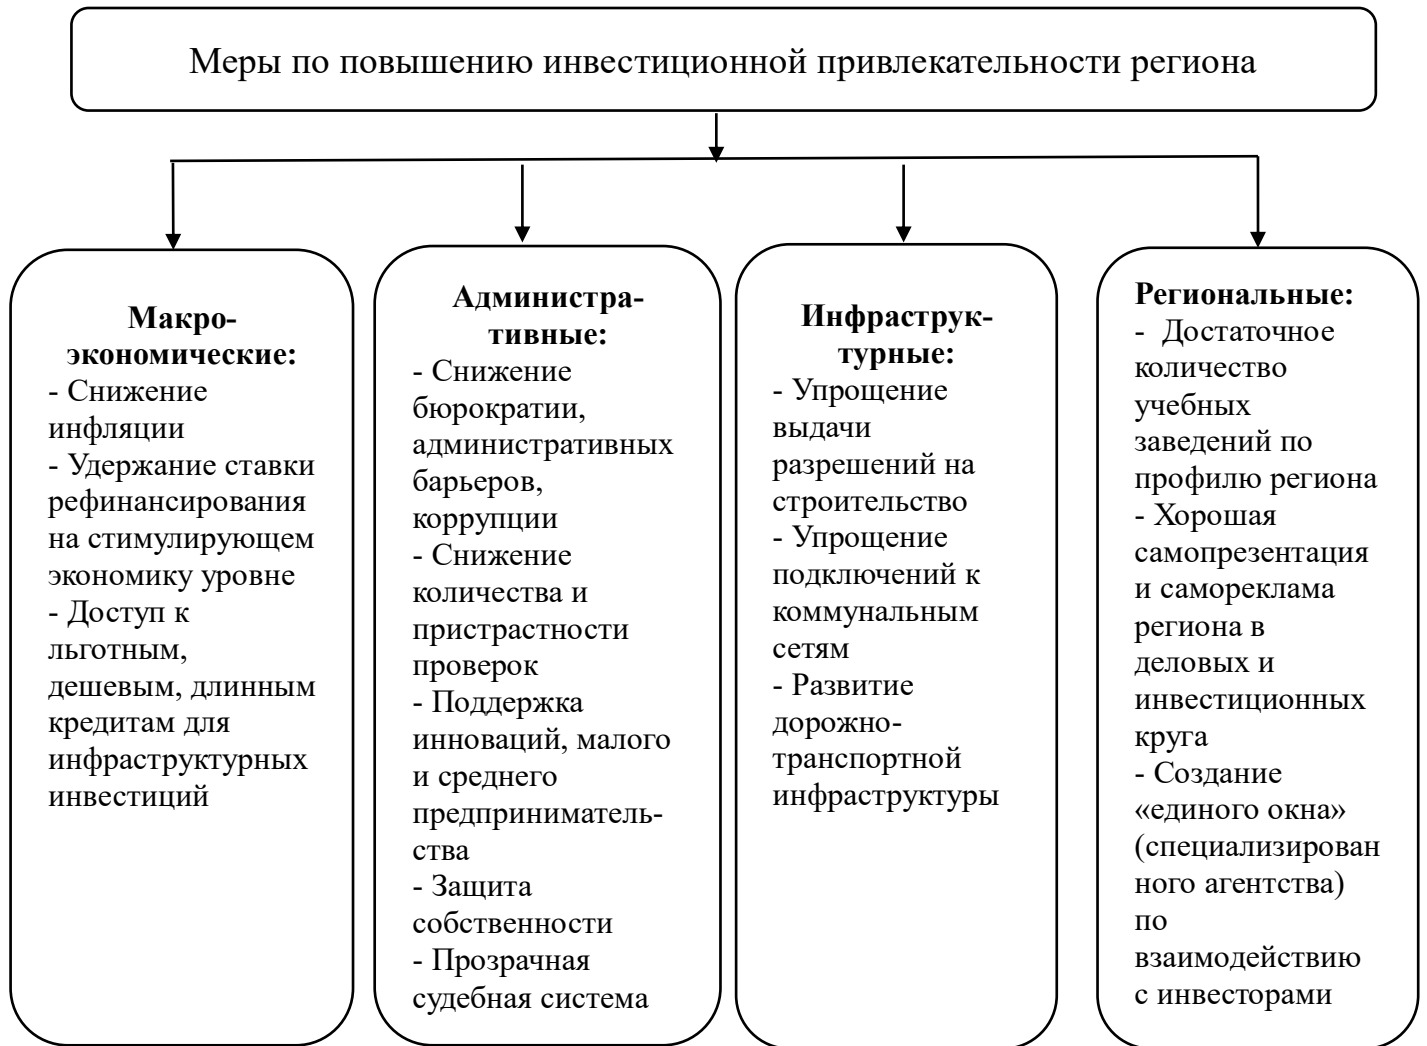 Меры по повышению инвестиционной привлекательности региона
Макро-
экономические:
- Снижение
инфляции
- Удержание ставки
рефинансирования
на стимулирующем
экономику уровне
- Доступ к
льготным,
дешевым, длинным
кредитам для
инфраструктурных
инвестиций
Администра-
тивные:
- Снижение
бюрократии,
административных
барьеров,
коррупции
- Снижение
количества и
пристрастности
проверок
- Поддержка
инноваций, малого
и среднего
предприниматель-
ства
- Защита
собственности
- Прозрачная
судебная система
Инфраструк-
турные:
- Упрощение
выдачи
разрешений на
строительство
- Упрощение
подключений к
коммунальным
сетям
- Развитие
дорожно-
транспортной
инфраструктуры
Региональные:
- Достаточное
количество
учебных
заведений по
профилю региона
- Хорошая
самопрезентация
и самореклама
региона в
деловых и
инвестиционных
круга
- Создание
«единого окна»
(специализирован
ного агентства)
по
взаимодействию
с инвесторами